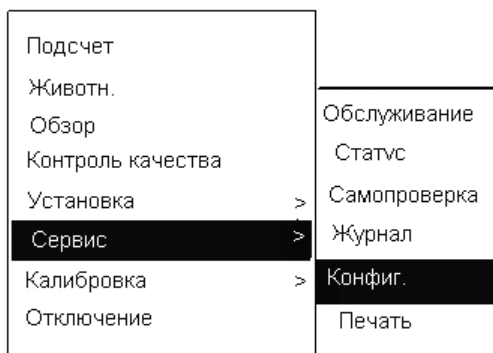 Подсчет
Животн.
Обзор
Контроль качества
Установка >
Сервис >
Калибровка >
Отключение
Обслуживание
Статус
Самопроверка
Журнал
Конфиг.
Печать